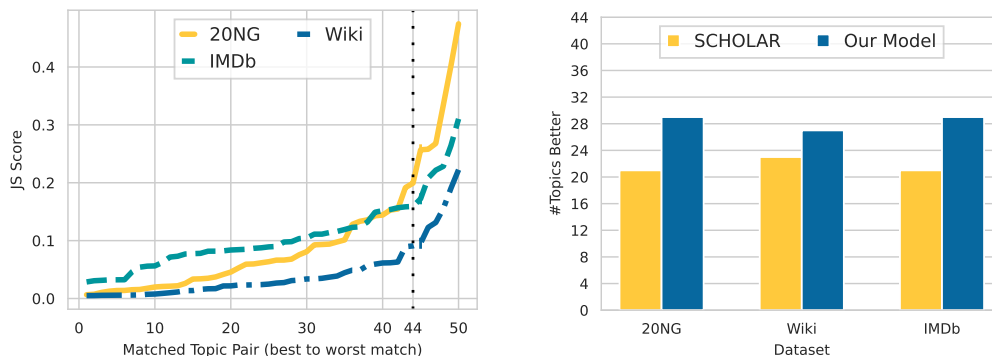 20NG
Wiki
IMDb
JS Score
0.4
0.3
0.2
0.1
0.0
0
10
20
30
40
44
50
Matched Topic Pair (best to worst match)
SCHOLAR
Our Model
#Topics Better
44
40
36
32
28
24
20
16
12
8
4
0
20NG
Wiki
IMDb
Dataset